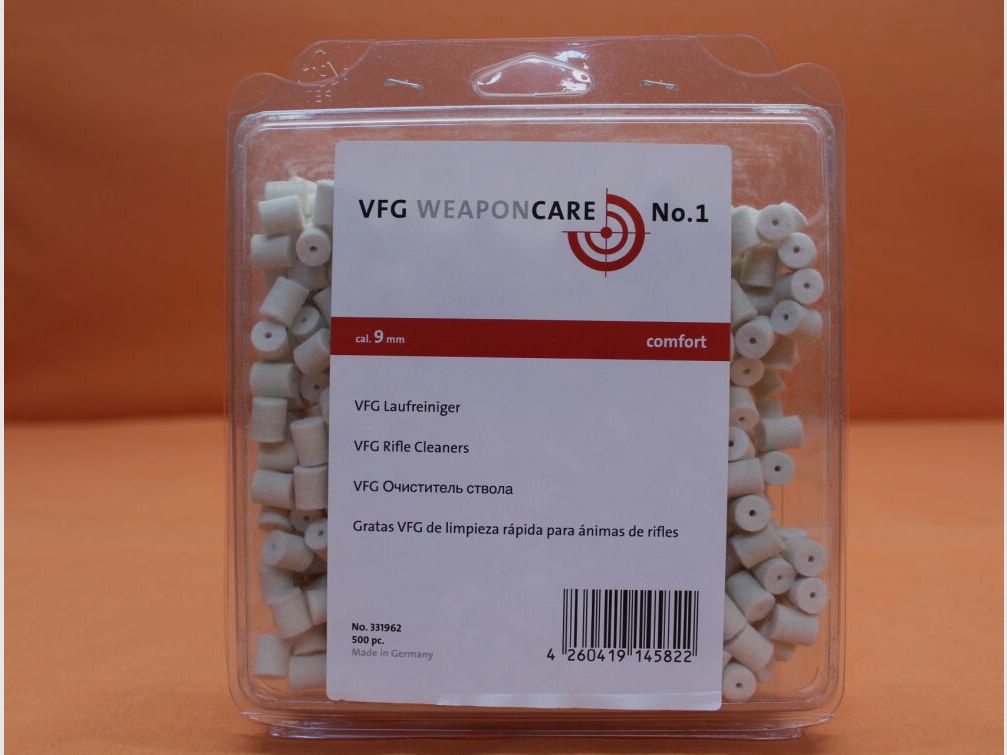 VFG WEAPONCARE No.1
cal. 9 mm comfort
VFG Laufreiniger
VFG Rifle Cleaners
VFG Очиститель ствола
Gratas VFG de limpieza rápida para ánimas de rifles
No. 331962
500 pc.
Made in Germany
4 260419 145822